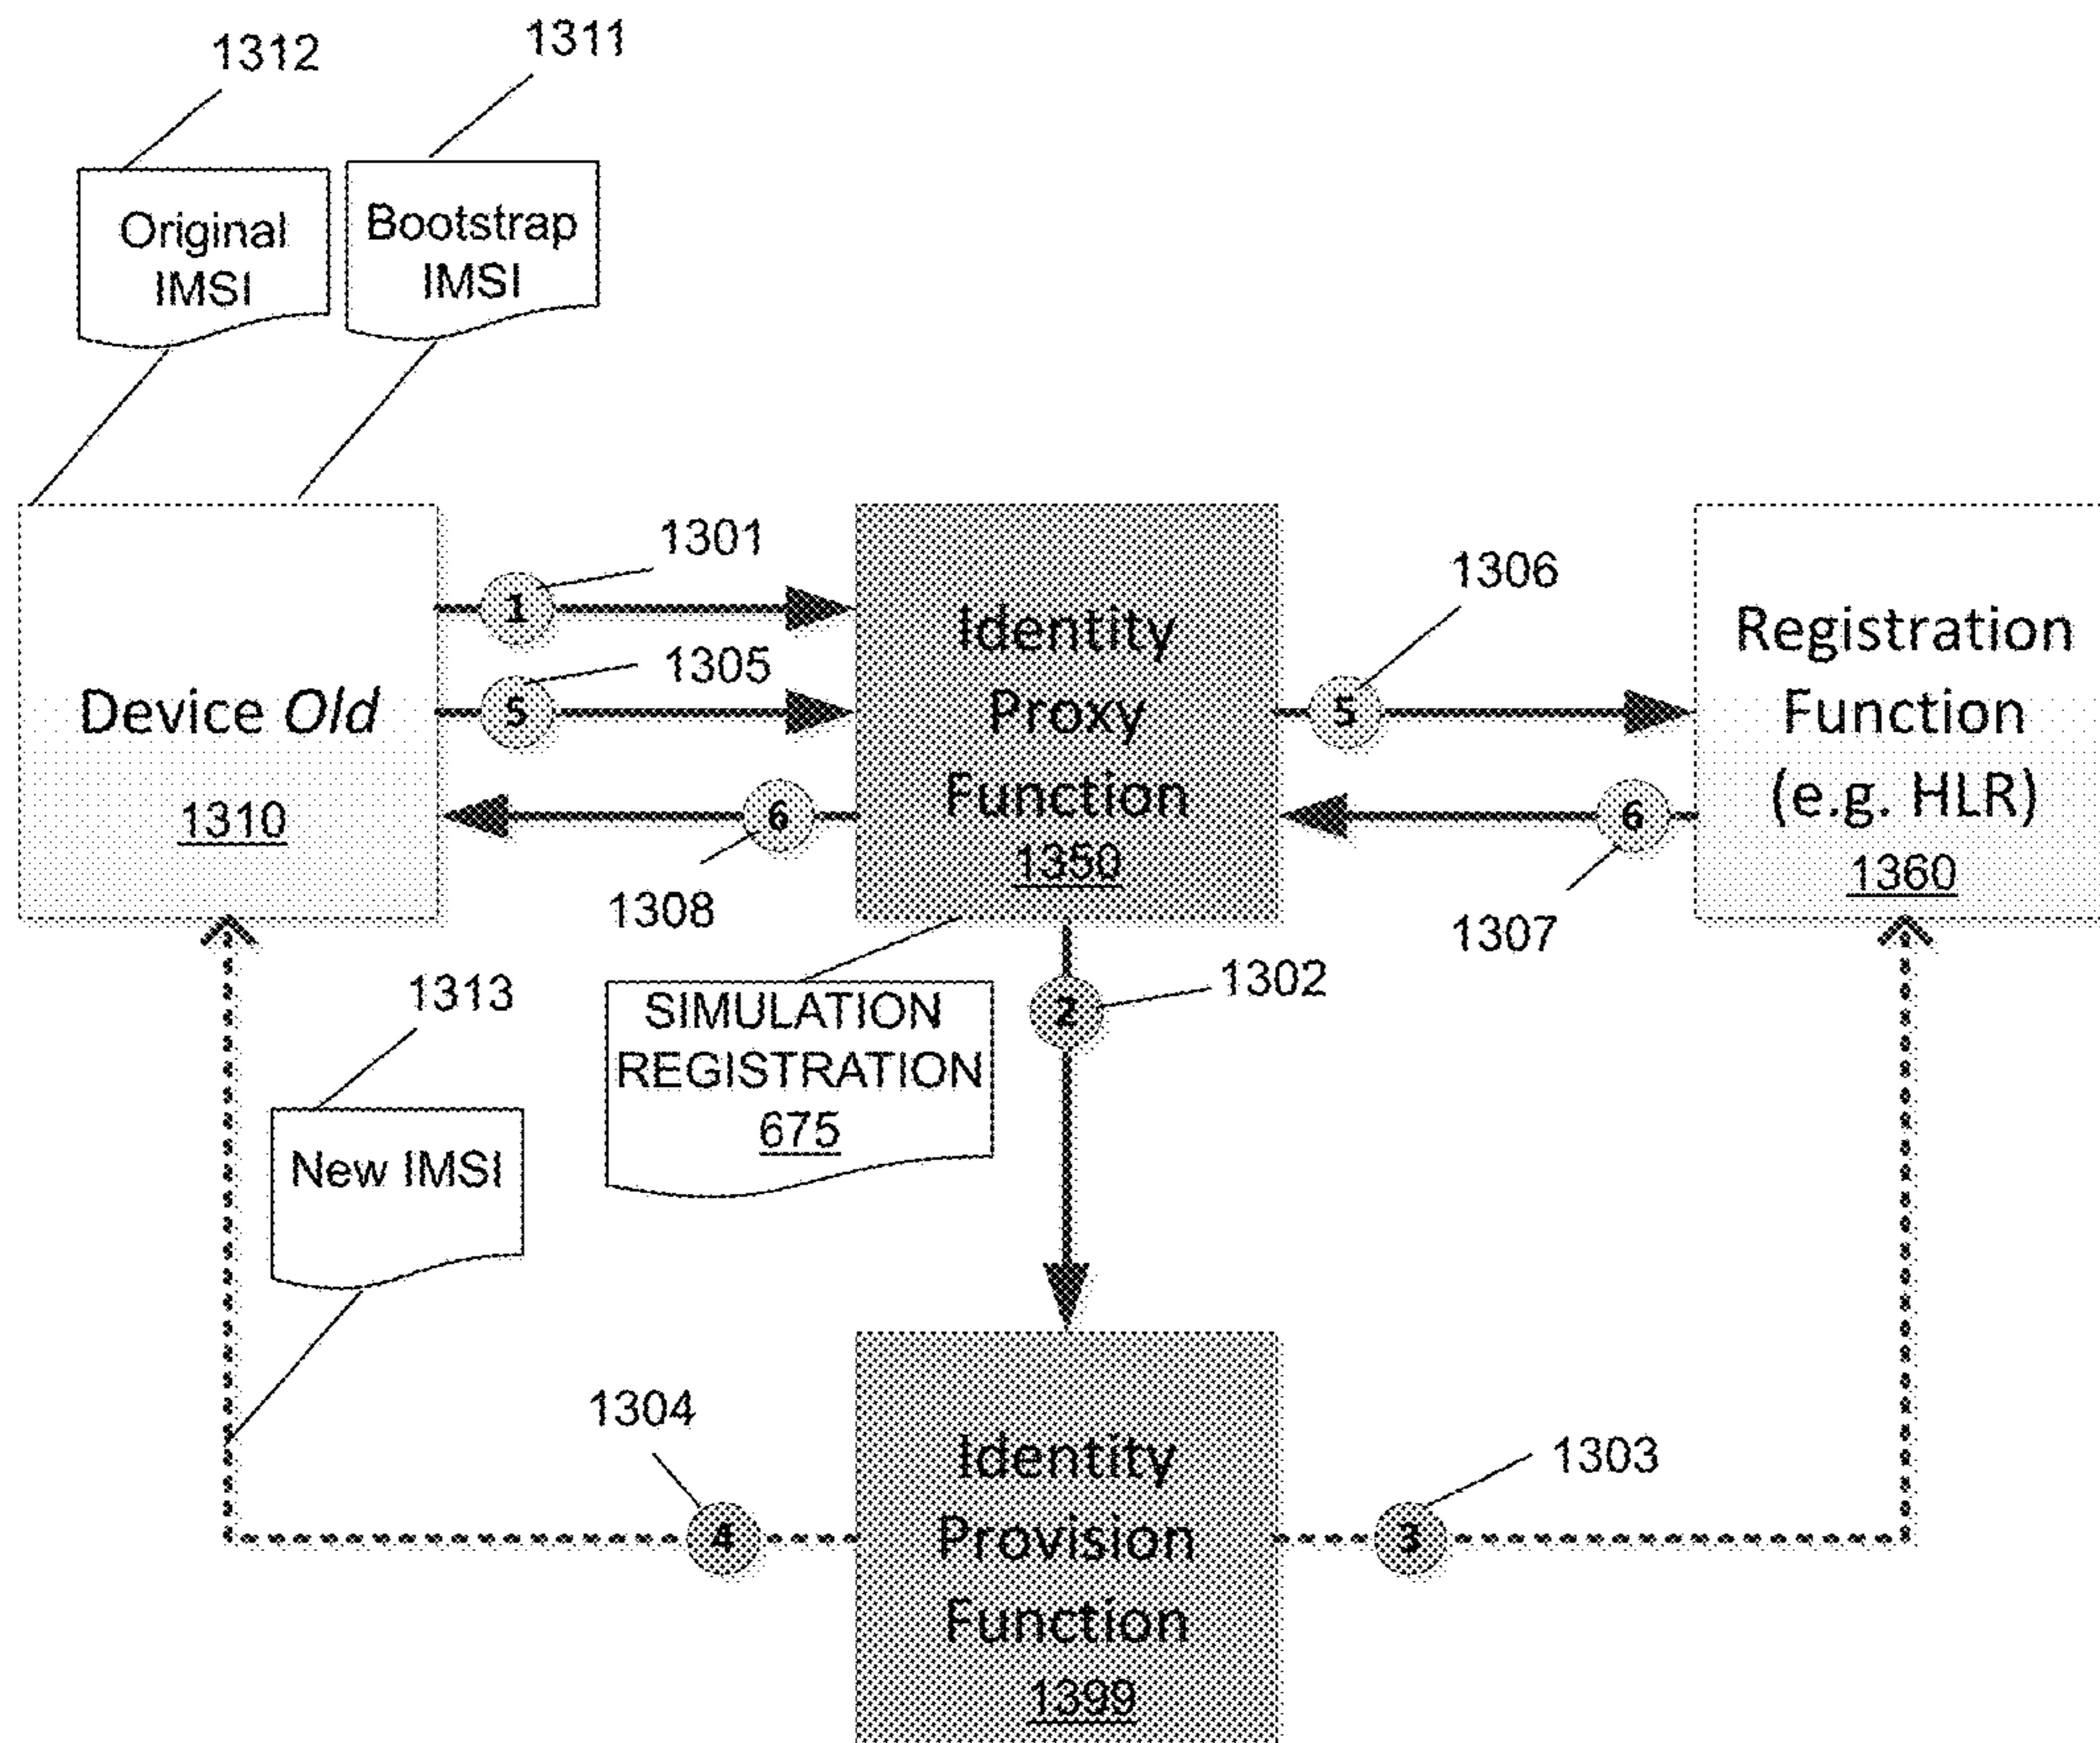 1312
1311
Original
IMSI
Bootstrap
IMSI
1301
1
1305
5
1306
5
Device Old
1310
Identity
Proxy
Function
1350
Registration
Function
(e.g. HLR)
1360
6
1308
6
1307
1313
New IMSI
SIMULATION
REGISTRATION
675
2
1302
1304
4
1303
3
Identity
Provision
Function
1399